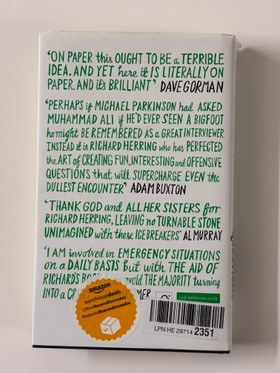 "ON PAPER this OUGHT TO BE a TERRIBLE
IDEA. AND YET here it IS LITERALLY ON
PAPER. AND its BRILLIANT" DAVE GORMAN
'PERHAPS if MICHAEL PARKINSON had ASKED
MUHAMMAD ALI if HE'D EVER SEEN A BIGFOOT
he might BE REMEMBERED AS a GREAT INTERVIEWER
INSTEAD it is RICHARD HERRING who has PERFECTED
the ART OF CREATING FUN, INTERESTING and OFFENSIVE
QUESTIONS that will SUPERCHARGE EVEN the
DULLEST ENCOUNTER' ADAM BUXTON
'THANK GOD and ALL HER SISTERS for
RICHARD HERRING, LEAVING no TURNABLE STONE
UNIMAGINED with these ICEBREAKERS' AL MURRAY
'I AM involved in EMERGENCY SITUATIONS
on a DAILY BASIS but with THE AID OF
RICHARD'S the MAJORITY turning
INTO a
amazon
warehousedeals
LPN HE 29714 2351